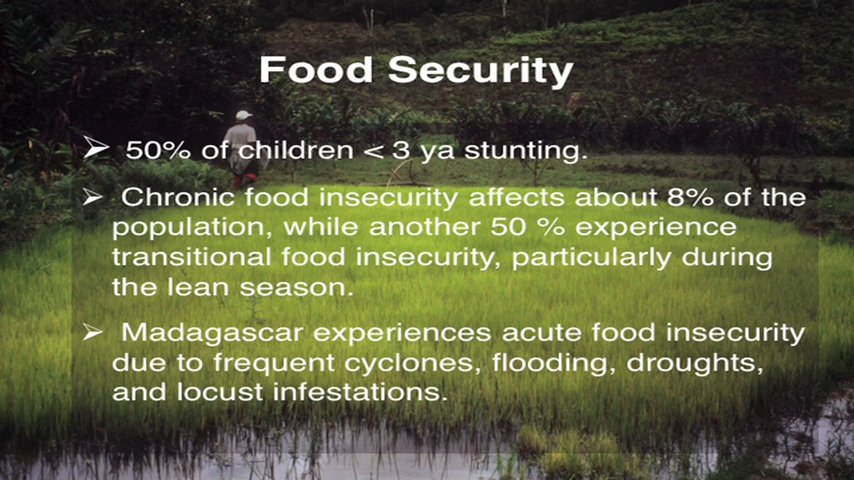 Food Security
➢ 50% of children < 3 ya stunting.
➢ Chronic food insecurity affects about 8% of the
population, while another 50 % experience
transitional food insecurity, particularly during
the lean season.
➢ Madagascar experiences acute food insecurity
due to frequent cyclones, flooding, droughts,
and locust infestations.